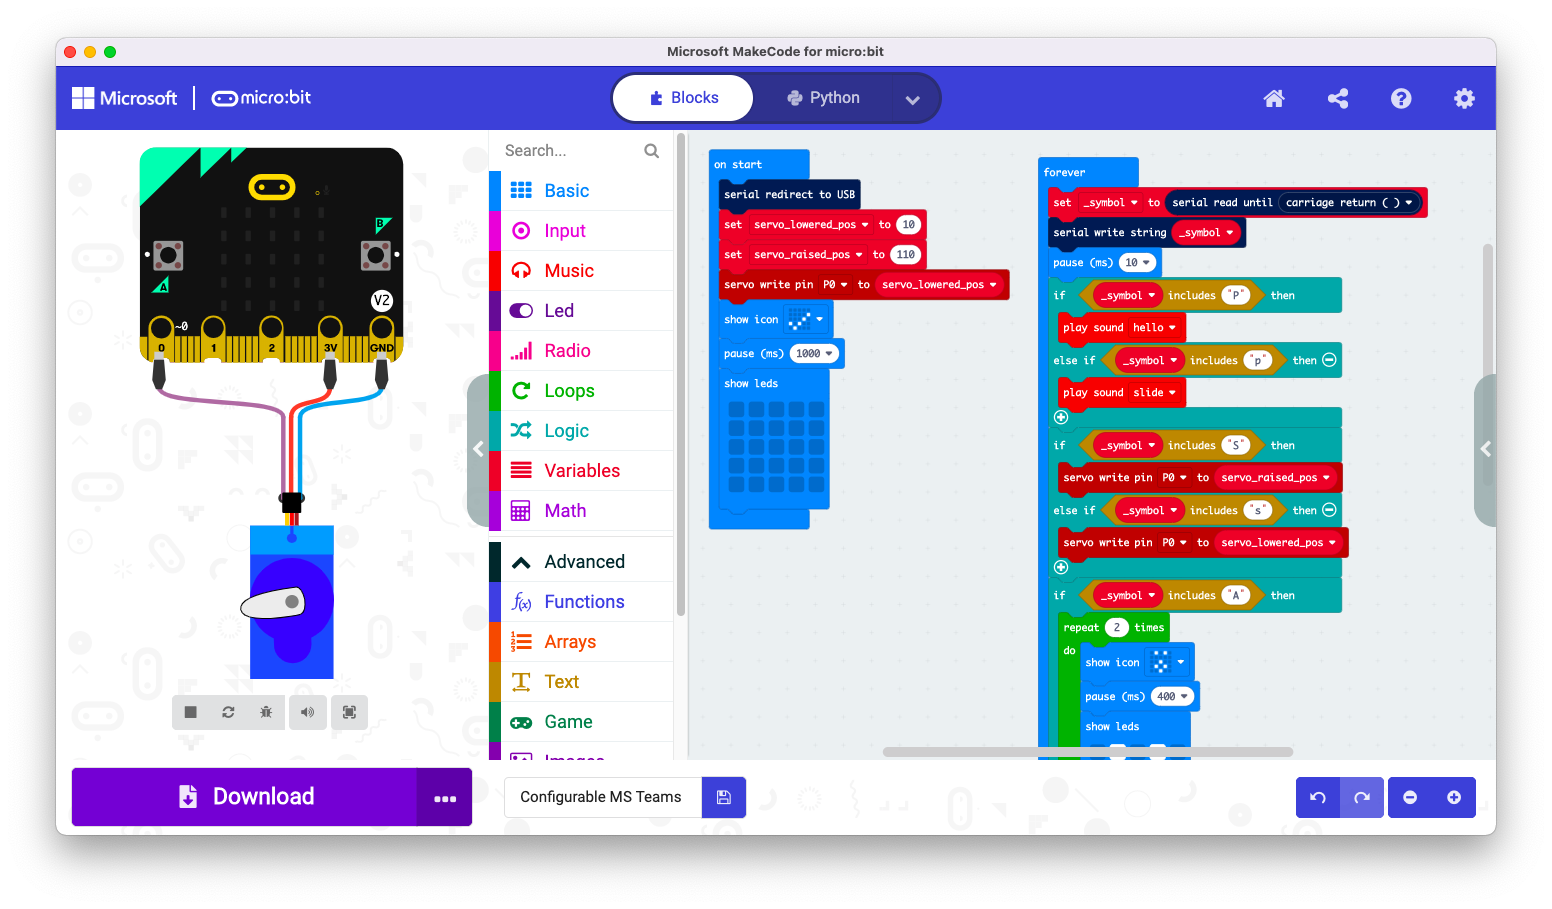 Microsoft MakeCode for micro:bit
Microsoft | micro:bit
Blocks
Python
B
A
V2
~0
0 1 2 3V GND
Search...
Basic
Input
Music
Led
Radio
Loops
Logic
Variables
Math
Advanced
Functions
Arrays
Text
Game
on start
serial redirect to USB
set servo_lowered_pos to 10
set servo_raised_pos to 110
servo write pin P0 to servo_lowered_pos
show icon
pause (ms) 1000
show leds
forever
set _symbol to serial read until carriage return ( )
serial write string _symbol
pause (ms) 10
if _symbol includes "P" then
play sound hello
else if _symbol includes "p" then
play sound slide
if _symbol includes "S" then
servo write pin P0 to servo_raised_pos
else if _symbol includes "s" then
servo write pin P0 to servo_lowered_pos
if _symbol includes "A" then
repeat 2 times
do
show icon
pause (ms) 400
show leds
Download
Configurable MS Teams